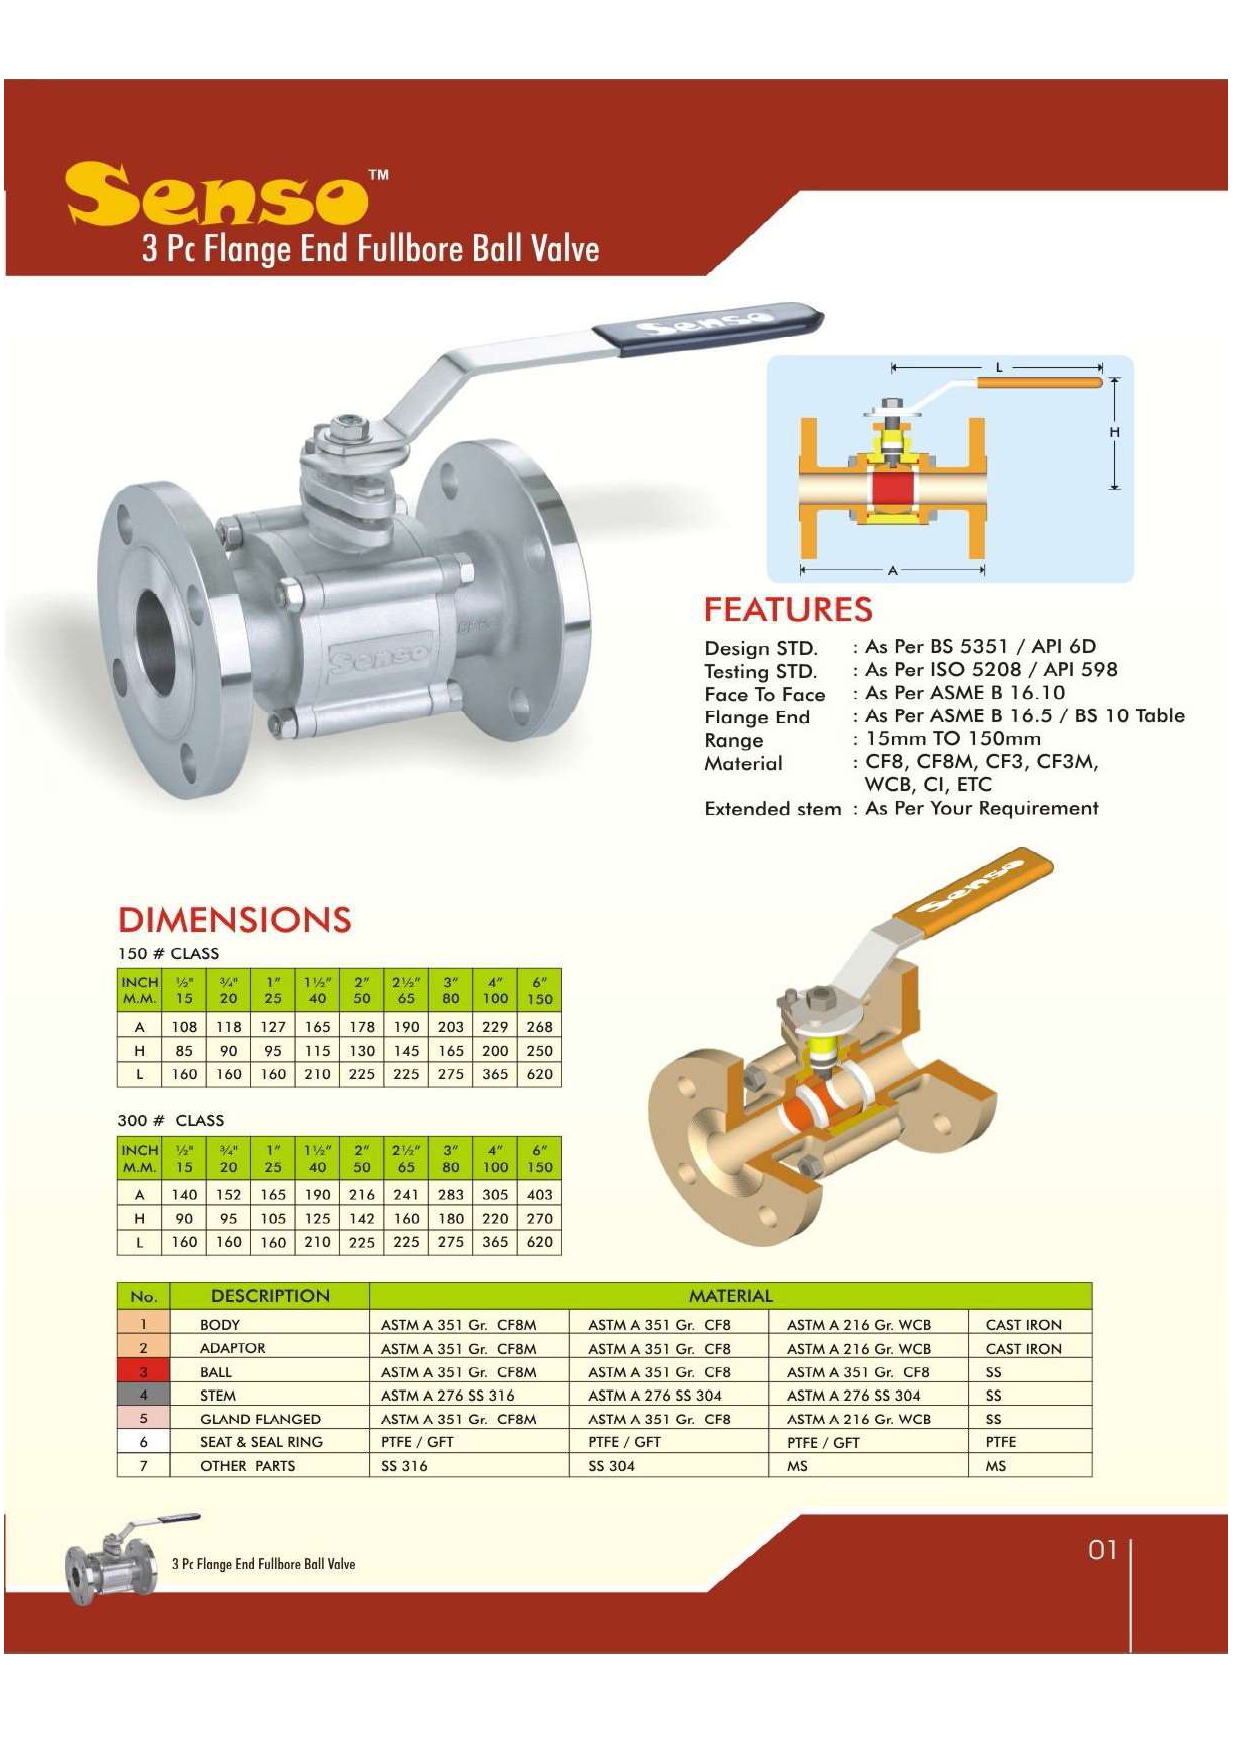 Senso™
3 Pc Flange End Fullbore Ball Valve
Senso
Senso
L
H
A
FEATURES
Design STD. : As Per BS 5351 / API 6D
Testing STD. : As Per ISO 5208 / API 598
Face To Face : As Per ASME B 16.10
Flange End : As Per ASME B 16.5 / BS 10 Table
Range : 15mm TO 150mm
Material : CF8, CF8M, CF3, CF3M,
WCB, CI, ETC
Extended stem : As Per Your Requirement
Senso
DIMENSIONS
150 # CLASS
INCH ½" ¾" 1" 1½" 2" 2½" 3" 4" 6"
M.M. 15 20 25 40 50 65 80 100 150
A 108 118 127 165 178 190 203 229 268
H 85 90 95 115 130 145 165 200 250
L 160 160 160 210 225 225 275 365 620
300 # CLASS
INCH ½" ¾" 1" 1½" 2" 2½" 3" 4" 6"
M.M. 15 20 25 40 50 65 80 100 150
A 140 152 165 190 216 241 283 305 403
H 90 95 105 125 142 160 180 220 270
L 160 160 160 210 225 225 275 365 620
No. DESCRIPTION MATERIAL
1 BODY ASTM A 351 Gr. CF8M ASTM A 351 Gr. CF8 ASTM A 216 Gr. WCB CAST IRON
2 ADAPTOR ASTM A 351 Gr. CF8M ASTM A 351 Gr. CF8 ASTM A 216 Gr. WCB CAST IRON
3 BALL ASTM A 351 Gr. CF8M ASTM A 351 Gr. CF8 ASTM A 351 Gr. CF8 SS
4 STEM ASTM A 276 SS 316 ASTM A 276 SS 304 ASTM A 276 SS 304 SS
5 GLAND FLANGED ASTM A 351 Gr. CF8M ASTM A 351 Gr. CF8 ASTM A 216 Gr. WCB SS
6 SEAT & SEAL RING PTFE / GFT PTFE / GFT PTFE / GFT PTFE
7 OTHER PARTS SS 316 SS 304 MS MS
3 Pc Flange End Fullbore Ball Valve
01